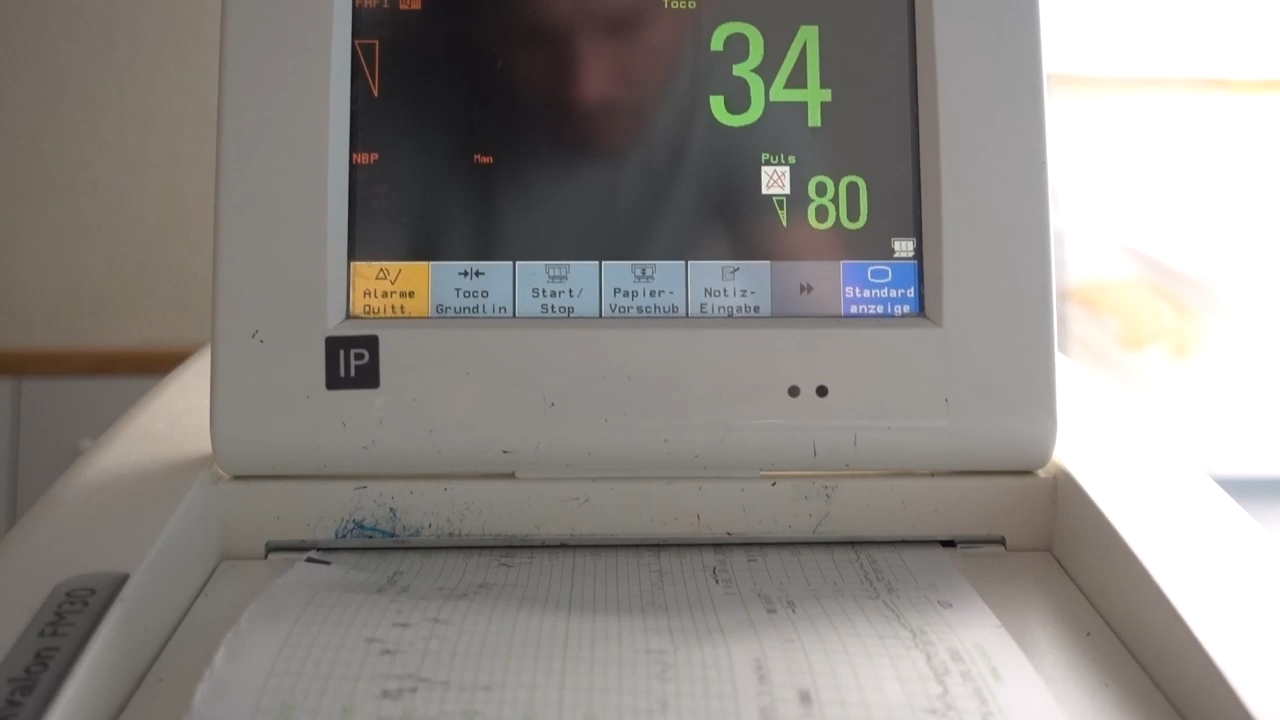 FHF1
Toco
34
NBP
Man
Puls
80
Alarme
Quitt.
Toco
Grundlin
Start/
Stop
Papier-
Vorschub
Notiz-
Eingabe
Standard
anzeige
IP
Avalon FM30